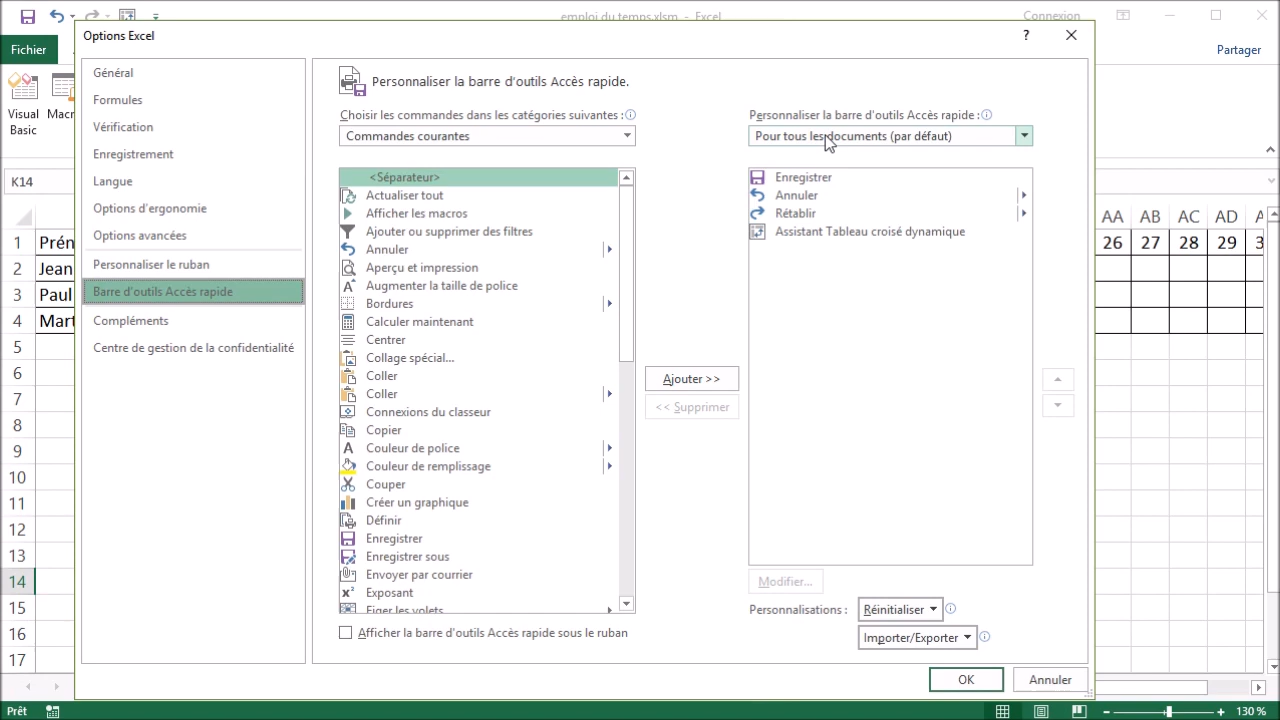 emploi du temps.xlsm - Excel
Connexion
Options Excel
?
Fichier
Partager
Visual
Basic
Macr
Général
Formules
Vérification
Enregistrement
Langue
Options d'ergonomie
Options avancées
Personnaliser le ruban
Barre d'outils Accès rapide
Compléments
Centre de gestion de la confidentialité
Personnaliser la barre d'outils Accès rapide.
Choisir les commandes dans les catégories suivantes :
Commandes courantes
<Séparateur>
Actualiser tout
Afficher les macros
Ajouter ou supprimer des filtres
Annuler
Aperçu et impression
Augmenter la taille de police
Bordures
Calculer maintenant
Centrer
Collage spécial...
Coller
Coller
Connexions du classeur
Copier
Couleur de police
Couleur de remplissage
Couper
Créer un graphique
Définir
Enregistrer
Enregistrer sous
Envoyer par courrier
Exposant
Figer les volets
Afficher la barre d'outils Accès rapide sous le ruban
Ajouter >>
<< Supprimer
Personnaliser la barre d'outils Accès rapide :
Pour tous les documents (par défaut)
Enregistrer
Annuler
Rétablir
Assistant Tableau croisé dynamique
Modifier...
Personnalisations :
Réinitialiser
Importer/Exporter
OK
Annuler
K14
AA AB AC AD A
1 Prén 26 27 28 29 3
2 Jean
3 Paul
4 Mart
5
6
7
8
9
10
11
12
13
14
15
16
17
Prêt
130 %